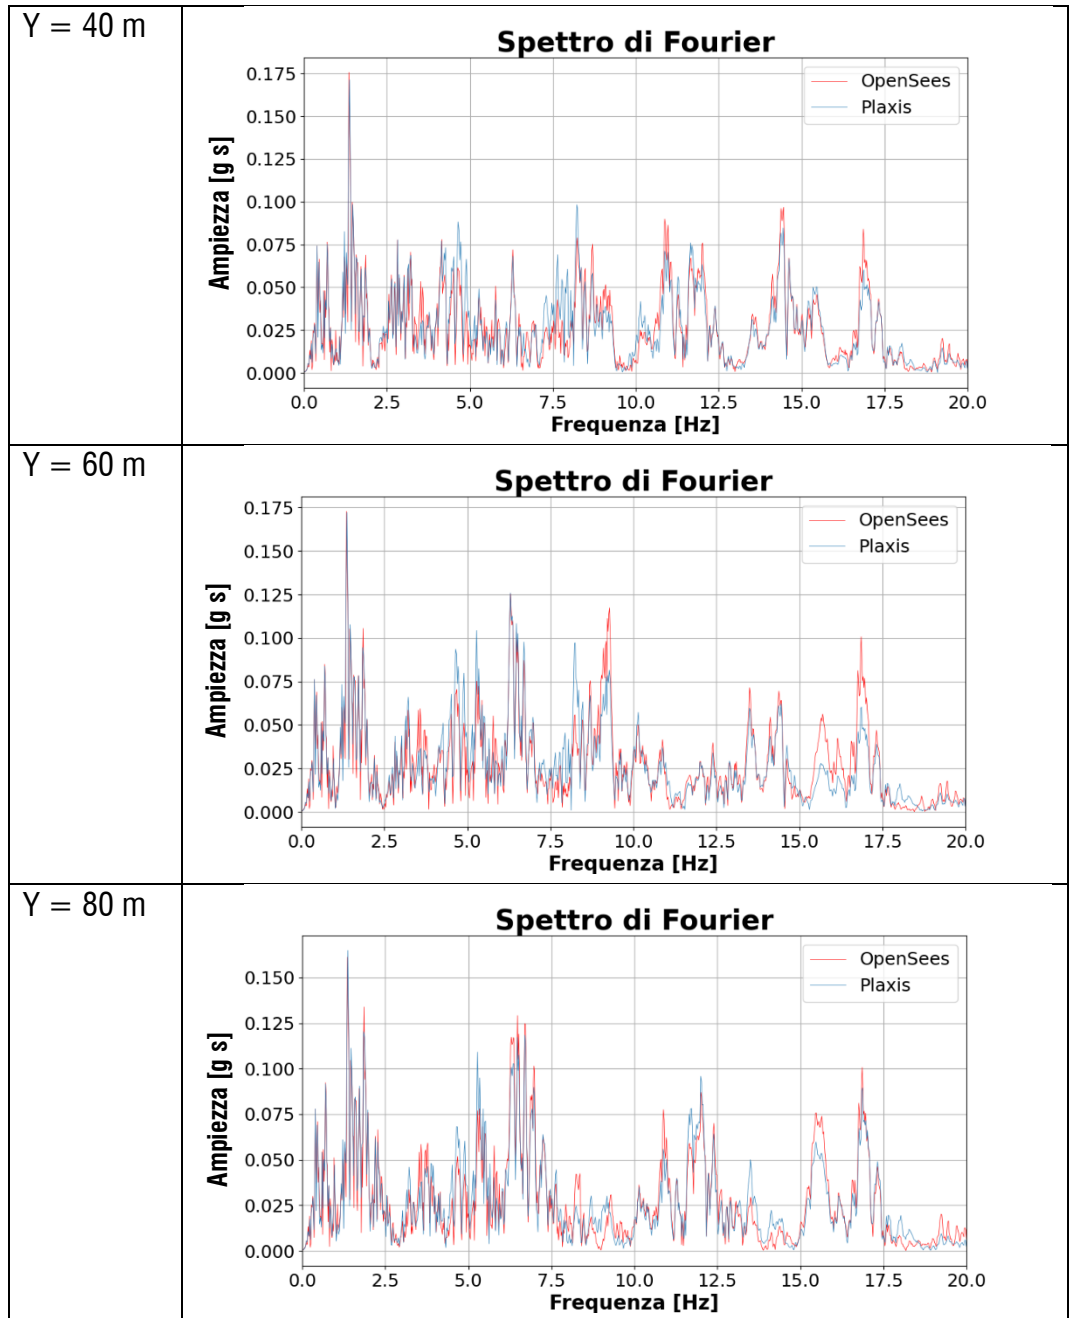 Y = 40 m
Spettro di Fourier
OpenSees
Plaxis
Ampiezza [g s]
0.175
0.150
0.125
0.100
0.075
0.050
0.025
0.000
0.0 2.5 5.0 7.5 10.0 12.5 15.0 17.5 20.0
Frequenza [Hz]
Y = 60 m
Spettro di Fourier
OpenSees
Plaxis
Ampiezza [g s]
0.175
0.150
0.125
0.100
0.075
0.050
0.025
0.000
0.0 2.5 5.0 7.5 10.0 12.5 15.0 17.5 20.0
Frequenza [Hz]
Y = 80 m
Spettro di Fourier
OpenSees
Plaxis
Ampiezza [g s]
0.150
0.125
0.100
0.075
0.050
0.025
0.000
0.0 2.5 5.0 7.5 10.0 12.5 15.0 17.5 20.0
Frequenza [Hz]